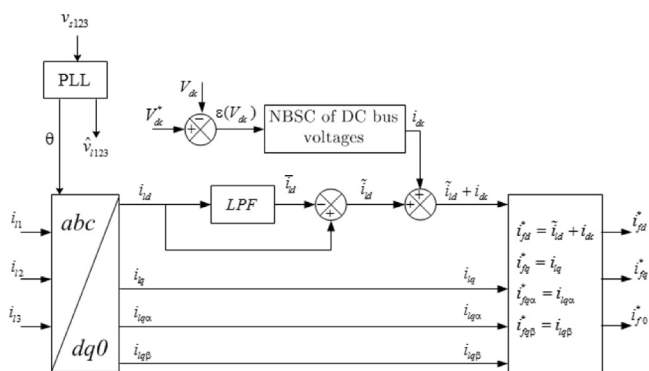 v_s123
PLL
θ
v̂_l123
V_dc
V*_dc
ε(V_dc)
NBSC of DC bus
voltages
i_dc
i_ld
LPF
ī_ld
ĩ_ld
ĩ_ld + i_dc
i_l1
i_l2
i_l3
abc
dq0
i_lq
i_lq
i_lqα
i_lqα
i_lqβ
i_lqβ
i*_fd = ĩ_ld + i_dc
i*_fq = i_lq
i*_fqα = i_lqα
i*_fqβ = i_lqβ
i*_fd
i*_fq
i*_f0